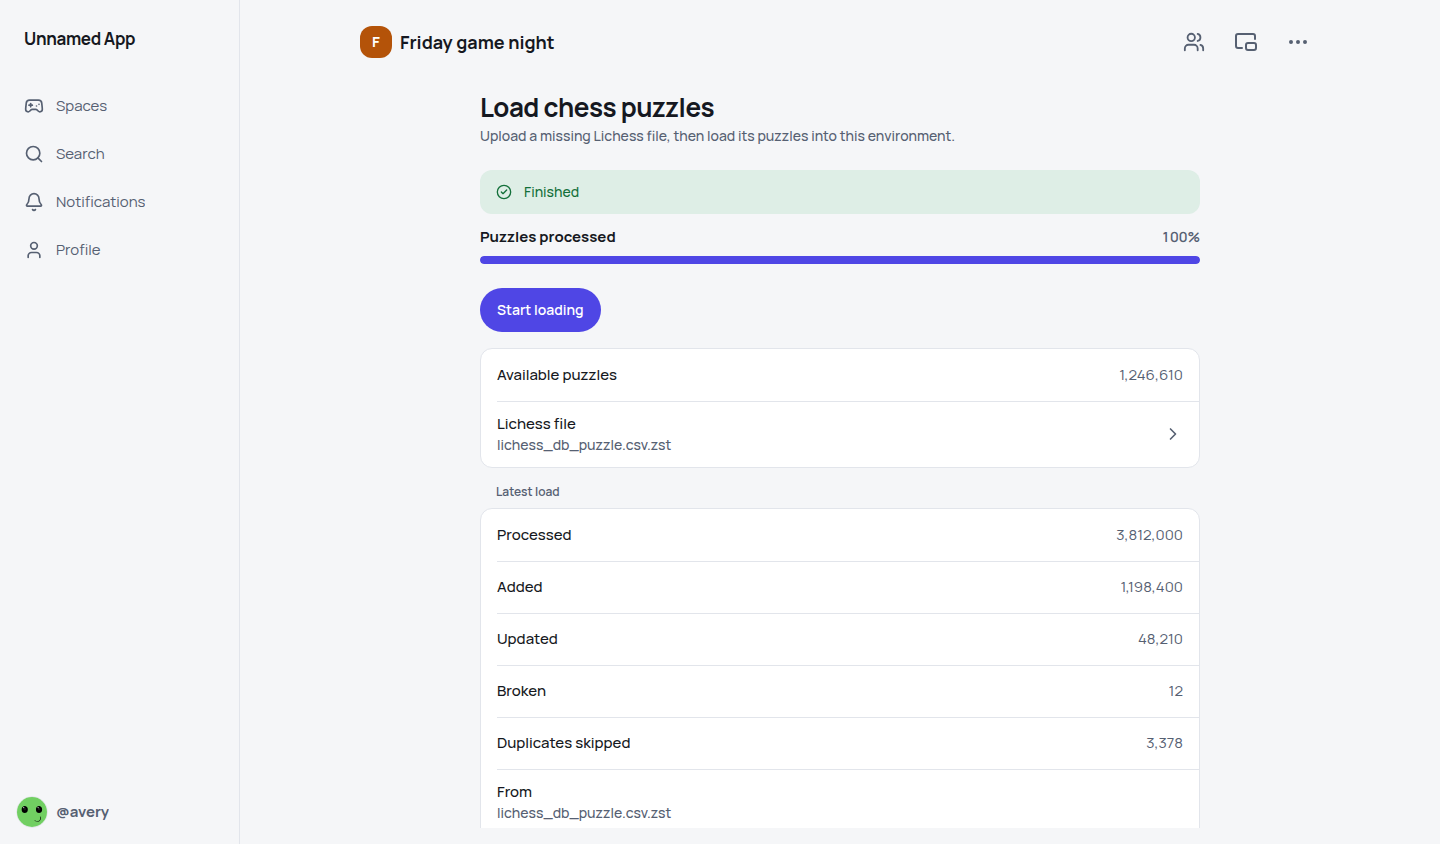 Unnamed App
Spaces
Search
Notifications
Profile
@avery
F
Friday game night
Load chess puzzles
Upload a missing Lichess file, then load its puzzles into this environment.
Finished
Puzzles processed 100%
Start loading
Available puzzles 1,246,610
Lichess file
lichess_db_puzzle.csv.zst
Latest load
Processed 3,812,000
Added 1,198,400
Updated 48,210
Broken 12
Duplicates skipped 3,378
From
lichess_db_puzzle.csv.zst